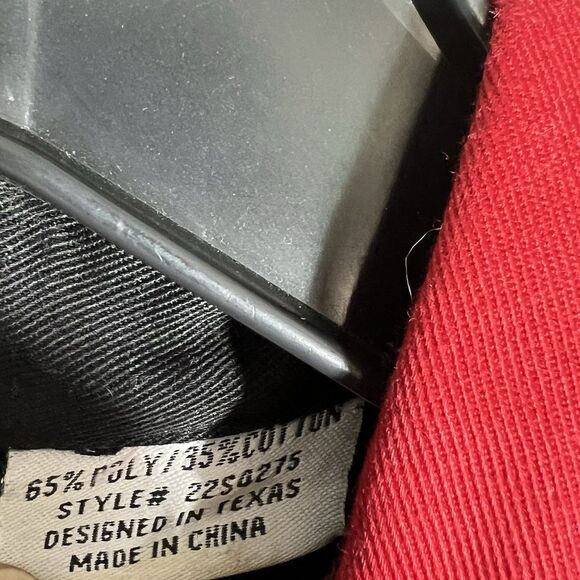 65% POLY / 35% COTTON
STYLE# 22S0275
DESIGNED IN TEXAS
MADE IN CHINA